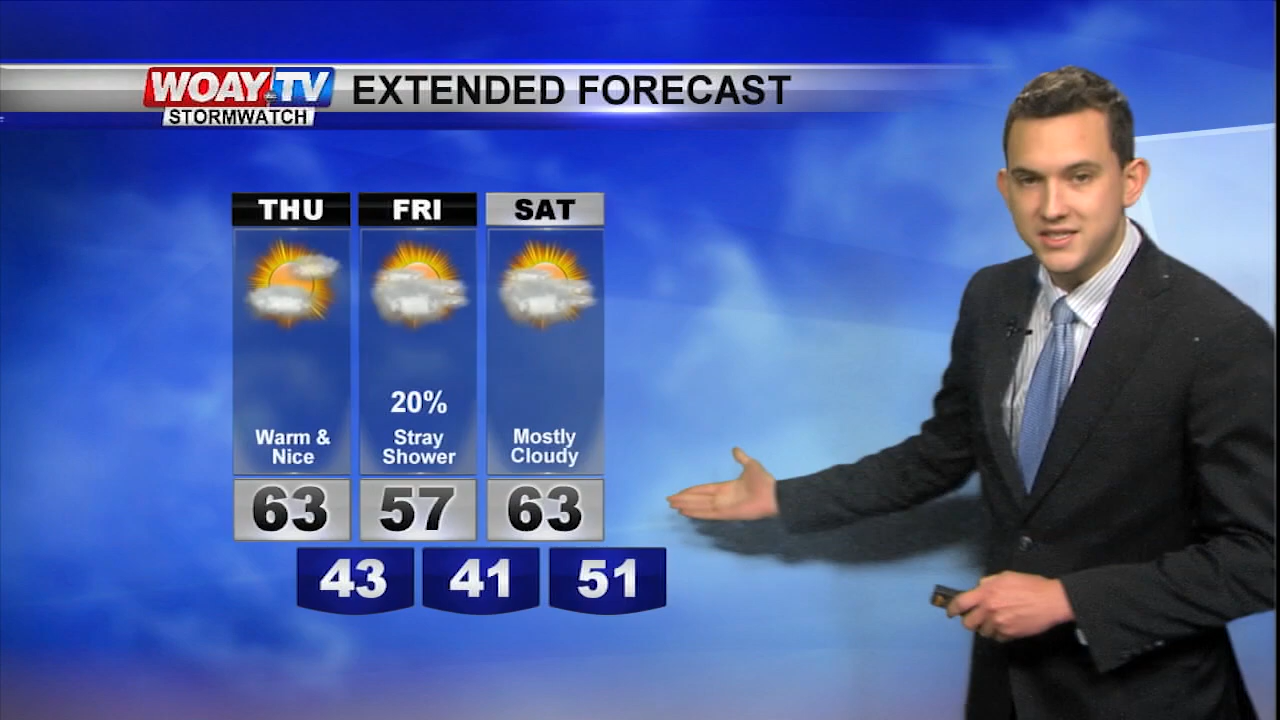 WOAY TV EXTENDED FORECAST
STORMWATCH
THU FRI SAT
20%
Warm & Nice
Stray Shower
Mostly Cloudy
63 57 63
43 41 51